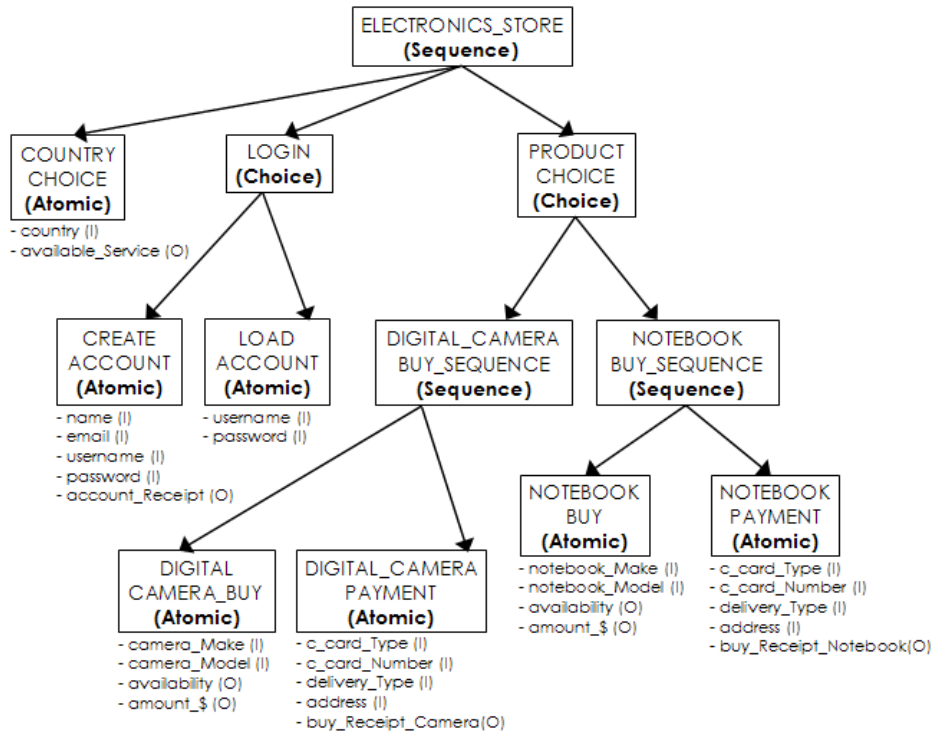 ELECTRONICS_STORE
(Sequence)
COUNTRY
CHOICE
(Atomic)
- country (I)
- available_Service (O)
LOGIN
(Choice)
PRODUCT
CHOICE
(Choice)
CREATE
ACCOUNT
(Atomic)
- name (I)
- email (I)
- username (I)
- password (I)
- account_Receipt (O)
LOAD
ACCOUNT
(Atomic)
- username (I)
- password (I)
DIGITAL_CAMERA
BUY_SEQUENCE
(Sequence)
NOTEBOOK
BUY_SEQUENCE
(Sequence)
DIGITAL
CAMERA_BUY
(Atomic)
- camera_Make (I)
- camera_Model (I)
- availability (O)
- amount_$ (O)
DIGITAL_CAMERA
PAYMENT
(Atomic)
- c_card_Type (I)
- c_card_Number (I)
- delivery_Type (I)
- address (I)
- buy_Receipt_Camera(O)
NOTEBOOK
BUY
(Atomic)
- notebook_Make (I)
- notebook_Model (I)
- availability (O)
- amount_$ (O)
NOTEBOOK
PAYMENT
(Atomic)
- c_card_Type (I)
- c_card_Number (I)
- delivery_Type (I)
- address (I)
- buy_Receipt_Notebook(O)